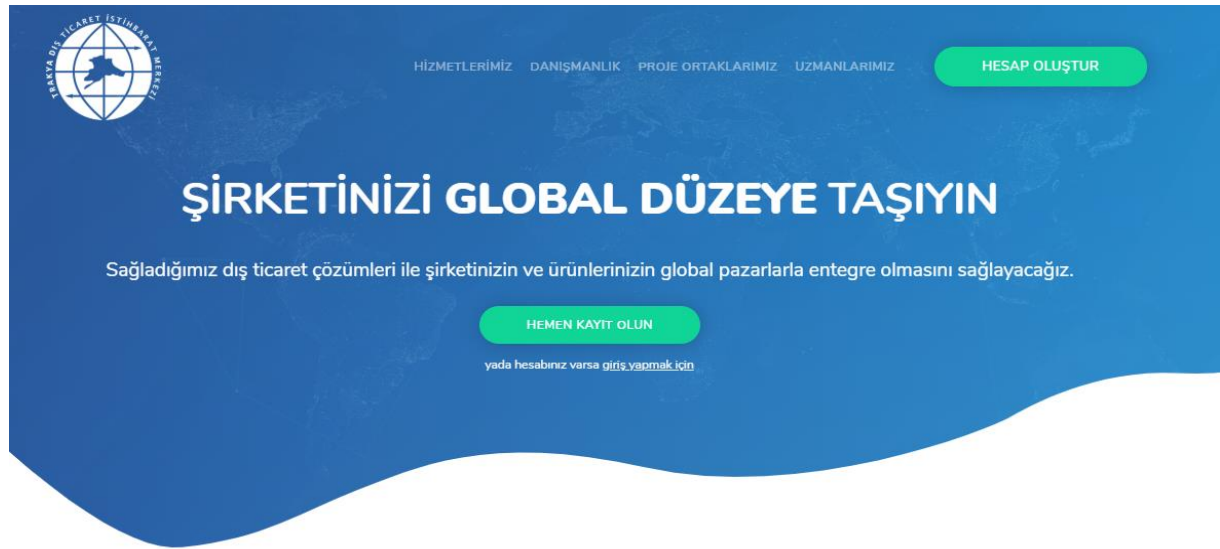 TRAKYA DIŞ TİCARET İSTİHBARAT MERKEZİ
HİZMETLERİMİZ DANIŞMANLIK PROJE ORTAKLARIMIZ UZMANLARIMIZ HESAP OLUŞTUR
ŞİRKETİNİZİ GLOBAL DÜZEYE TAŞIYIN
Sağladığımız dış ticaret çözümleri ile şirketinizin ve ürünlerinizin global pazarlarla entegre olmasını sağlayacağız.
HEMEN KAYIT OLUN
yada hesabınız varsa giriş yapmak için